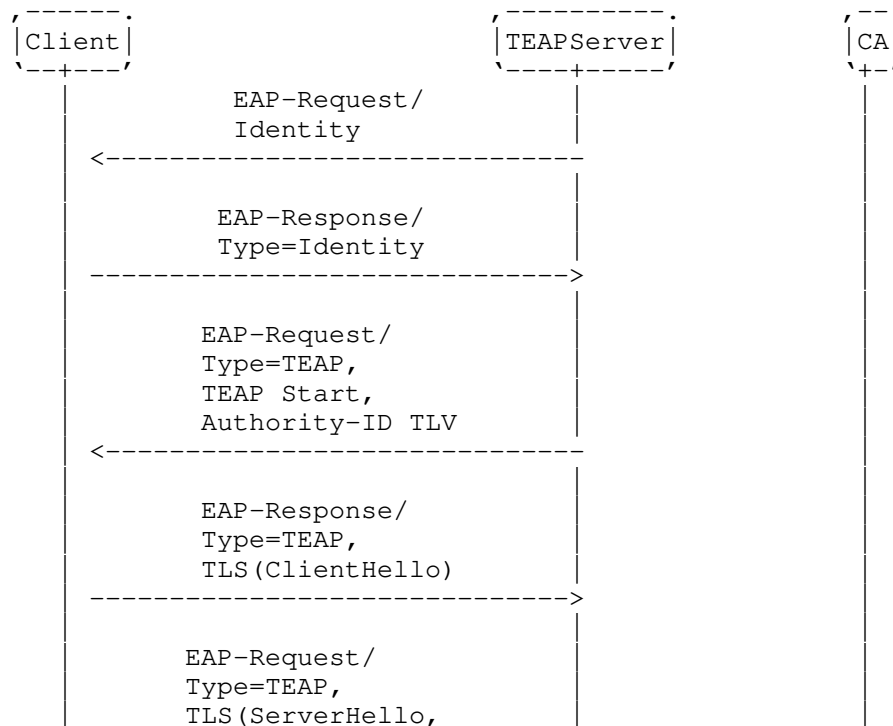 Client TEAPServer CA
EAP-Request/
Identity
EAP-Response/
Type=Identity
EAP-Request/
Type=TEAP,
TEAP Start,
Authority-ID TLV
EAP-Response/
Type=TEAP,
TLS(ClientHello)
EAP-Request/
Type=TEAP,
TLS(ServerHello,